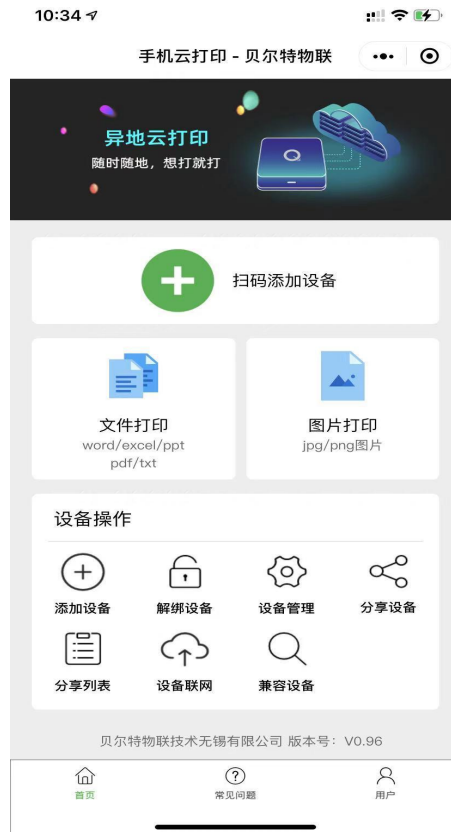 10:34
手机云打印 - 贝尔特物联
异地云打印
随时随地，想打就打
扫码添加设备
文件打印
word/excel/ppt
pdf/txt
图片打印
jpg/png图片
设备操作
添加设备
解绑设备
设备管理
分享设备
分享列表
设备联网
兼容设备
贝尔特物联技术无锡有限公司 版本号： V0.96
首页
常见问题
用户